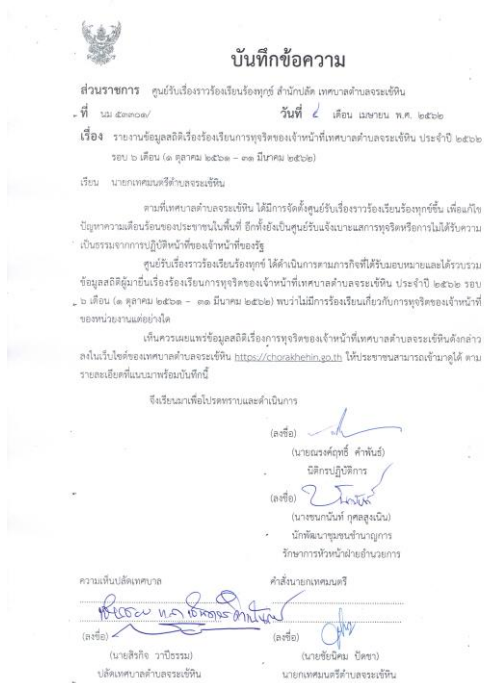 บันทึกข้อความ
ส่วนราชการ ศูนย์รับเรื่องราวร้องเรียนร้องทุกข์ สำนักปลัด เทศบาลตำบลจระเข้หิน
ที่ นม ๕๓๓๐๑/ วันที่ ๔ เดือน เมษายน พ.ศ. ๒๕๖๒
เรื่อง รายงานข้อมูลสถิติเรื่องร้องเรียนการทุจริตของเจ้าหน้าที่เทศบาลตำบลจระเข้หิน ประจำปี ๒๕๖๒
รอบ ๖ เดือน (๑ ตุลาคม ๒๕๖๑ – ๓๑ มีนาคม ๒๕๖๒)
เรียน นายกเทศมนตรีตำบลจระเข้หิน
ตามที่เทศบาลตำบลจระเข้หิน ได้มีการจัดตั้งศูนย์รับเรื่องราวร้องเรียนร้องทุกข์ขึ้น เพื่อแก้ไข
ปัญหาความเดือนร้อนของประชาชนในพื้นที่ อีกทั้งยังเป็นศูนย์รับแจ้งเบาะแสการทุจริตหรือการไม่ได้รับความ
เป็นธรรมจากการปฏิบัติหน้าที่ของเจ้าหน้าที่ของรัฐ
ศูนย์รับเรื่องราวร้องเรียนร้องทุกข์ ได้ดำเนินการตามภารกิจที่ได้รับมอบหมายและได้รวบรวม
ข้อมูลสถิติผู้มายื่นเรื่องร้องเรียนการทุจริตของเจ้าหน้าที่เทศบาลตำบลจระเข้หิน ประจำปี ๒๕๖๒ รอบ
๖ เดือน (๑ ตุลาคม ๒๕๖๑ – ๓๑ มีนาคม ๒๕๖๒) พบว่าไม่มีการร้องเรียนเกี่ยวกับการทุจริตของเจ้าหน้าที่
ของหน่วยงานแต่อย่างใด
เห็นควรเผยแพร่ข้อมูลสถิติเรื่องการทุจริตของเจ้าหน้าที่เทศบาลตำบลจระเข้หินดังกล่าว
ลงในเว็บไซต์ของเทศบาลตำบลจระเข้หิน https://chorakhehin.go.th ให้ประชาชนสามารถเข้ามาดูได้ ตาม
รายละเอียดที่แนบมาพร้อมบันทึกนี้
จึงเรียนมาเพื่อโปรดทราบและดำเนินการ
(ลงชื่อ)
(นายณรงค์ฤทธิ์ คำพันธ์)
นิติกรปฏิบัติการ
(ลงชื่อ)
(นางชนกนันท์ กุศลสูงเนิน)
นักพัฒนาชุมชนชำนาญการ
รักษาการหัวหน้าฝ่ายอำนวยการ
ความเห็นปลัดเทศบาล คำสั่งนายกเทศมนตรี
(ลงชื่อ) (ลงชื่อ)
(นายสิรกิจ วาปีธรรม) (นายชัยนิคม ปัดชา)
ปลัดเทศบาลตำบลจระเข้หิน นายกเทศมนตรีตำบลจระเข้หิน